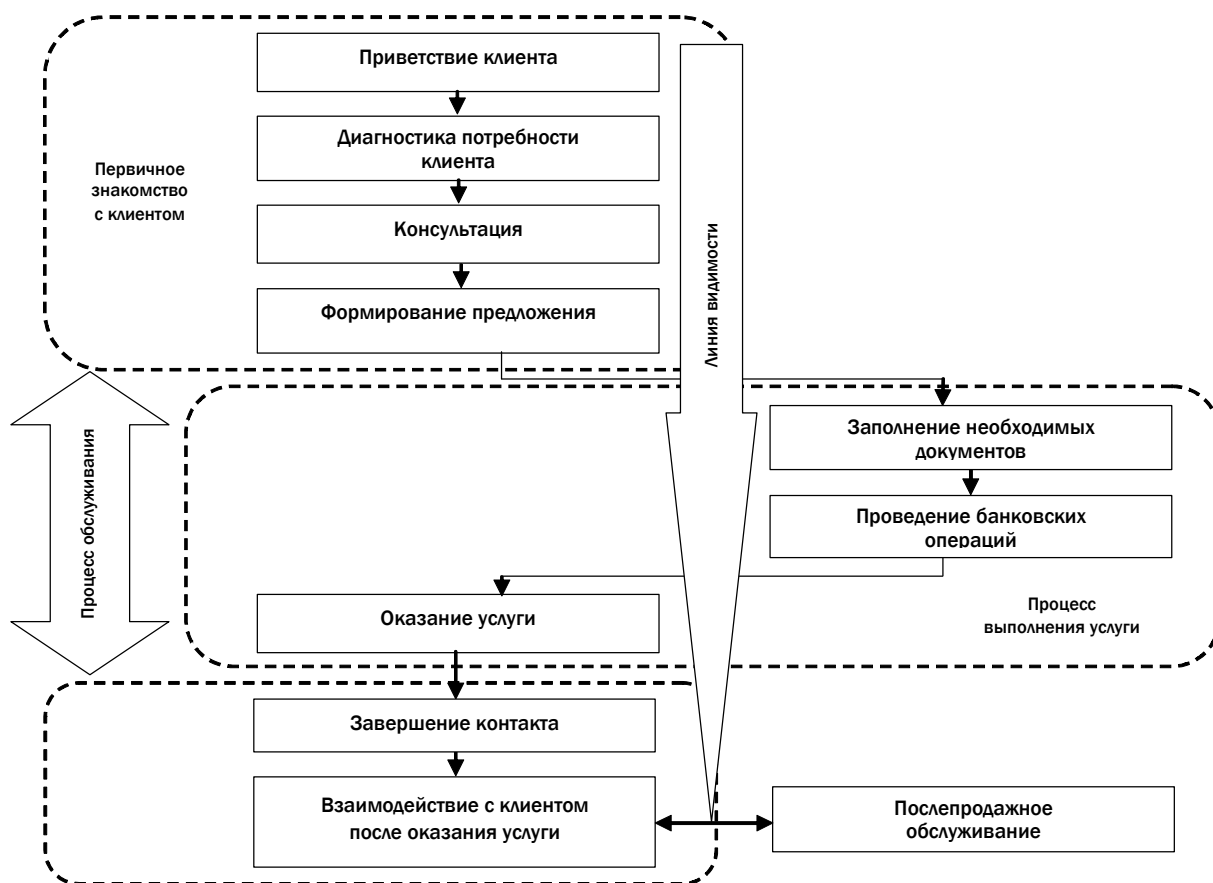 Приветствие клиента
Диагностика потребности
клиента
Первичное
знакомство
с клиентом
Консультация
Формирование предложения
Линия видимости
Процесс обслуживания
Заполнение необходимых
документов
Проведение банковских
операций
Оказание услуги
Процесс
выполнения услуги
Завершение контакта
Взаимодействие с клиентом
после оказания услуги
Послепродажное
обслуживание